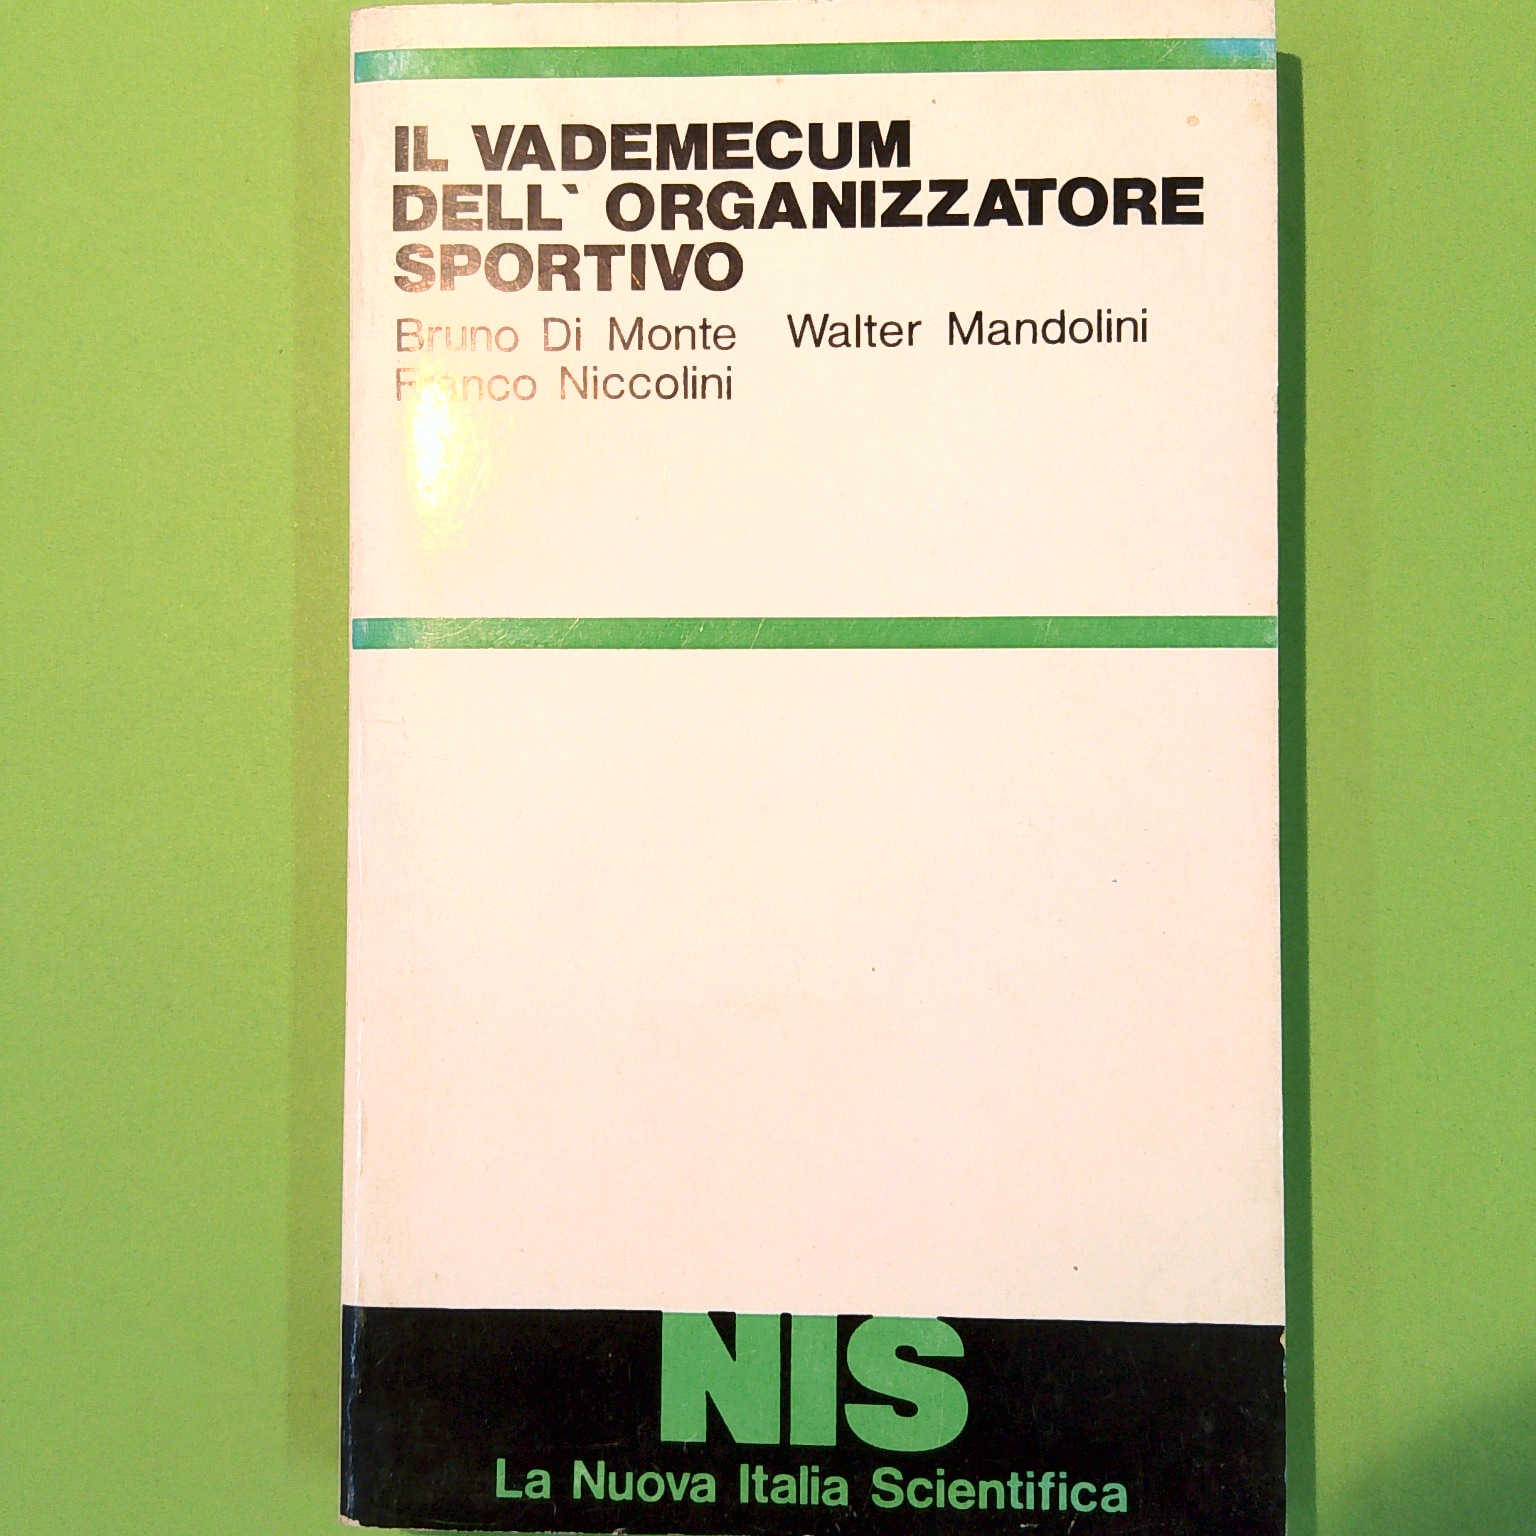 IL VADEMECUM
DELL` ORGANIZZATORE
SPORTIVO
Bruno Di Monte Walter Mandolini
Franco Niccolini
NIS
La Nuova Italia Scientifica